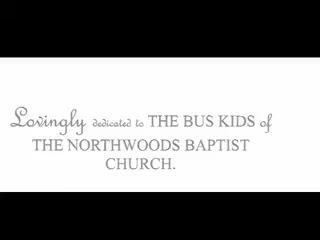 Lovingly dedicated to THE BUS KIDS of
THE NORTHWOODS BAPTIST
CHURCH.